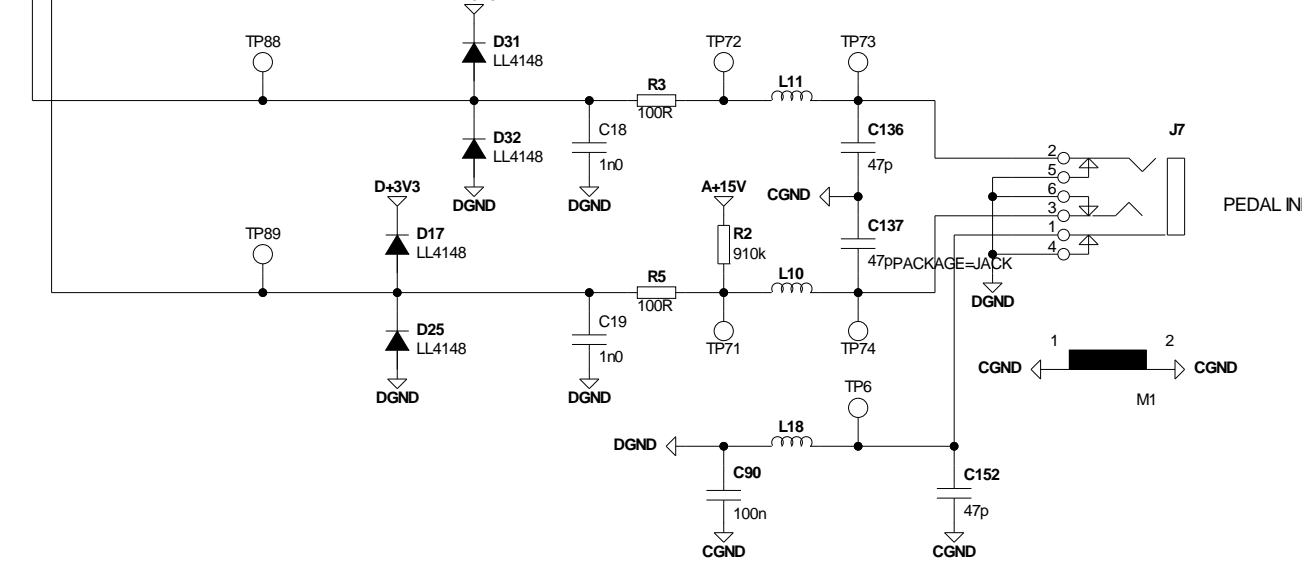 TP88
D31
LL4148
TP72
TP73
R3
100R
L11
C18
1n0
D32
LL4148
C136
47p
J7
2
5
6
3
1
4
DGND
DGND
D+3V3
A+15V
CGND
PEDAL IN
TP89
D17
LL4148
R2
910k
C137
47p
PACKAGE=JACK
R5
100R
L10
DGND
C19
1n0
D25
LL4148
TP71
TP74
1
2
CGND
CGND
M1
DGND
DGND
TP6
L18
DGND
C90
100n
C152
47p
CGND
CGND